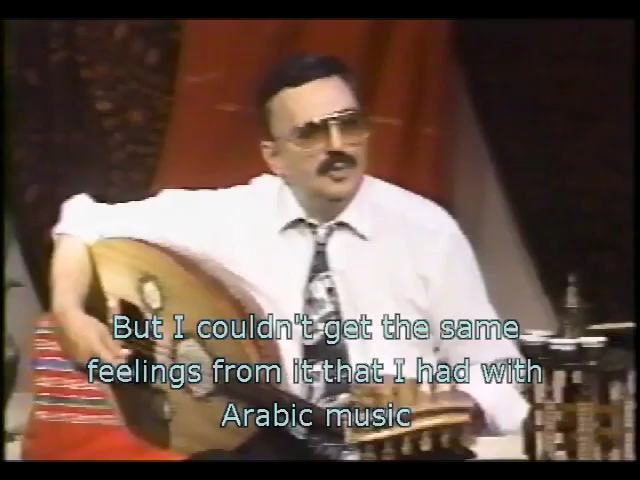 But I couldn't get the same
feelings from it that I had with
Arabic music